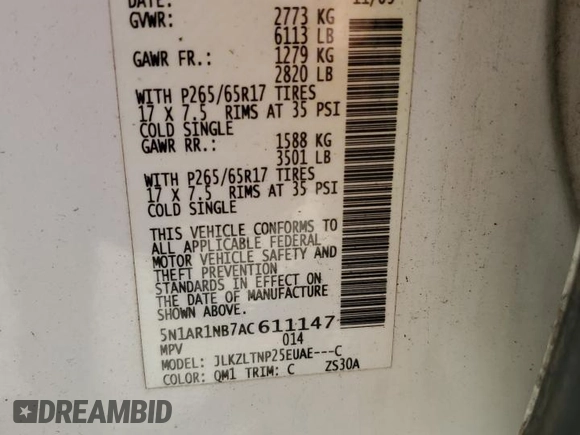 DATE: 11/09
GVWR: 2773 KG
6113 LB
GAWR FR.: 1279 KG
2820 LB
WITH P265/65R17 TIRES
17 X 7.5 RIMS AT 35 PSI
COLD SINGLE
GAWR RR.: 1588 KG
3501 LB
WITH P265/65R17 TIRES
17 X 7.5 RIMS AT 35 PSI
COLD SINGLE
THIS VEHICLE CONFORMS TO
ALL APPLICABLE FEDERAL
MOTOR VEHICLE SAFETY AND
THEFT PREVENTION
STANDARDS IN EFFECT ON
THE DATE OF MANUFACTURE
SHOWN ABOVE.
5N1AR1NB7AC611147
MPV 014
MODEL: JLKZLTNP25EUAE---C
COLOR: QM1 TRIM: C ZS30A
DREAMBID